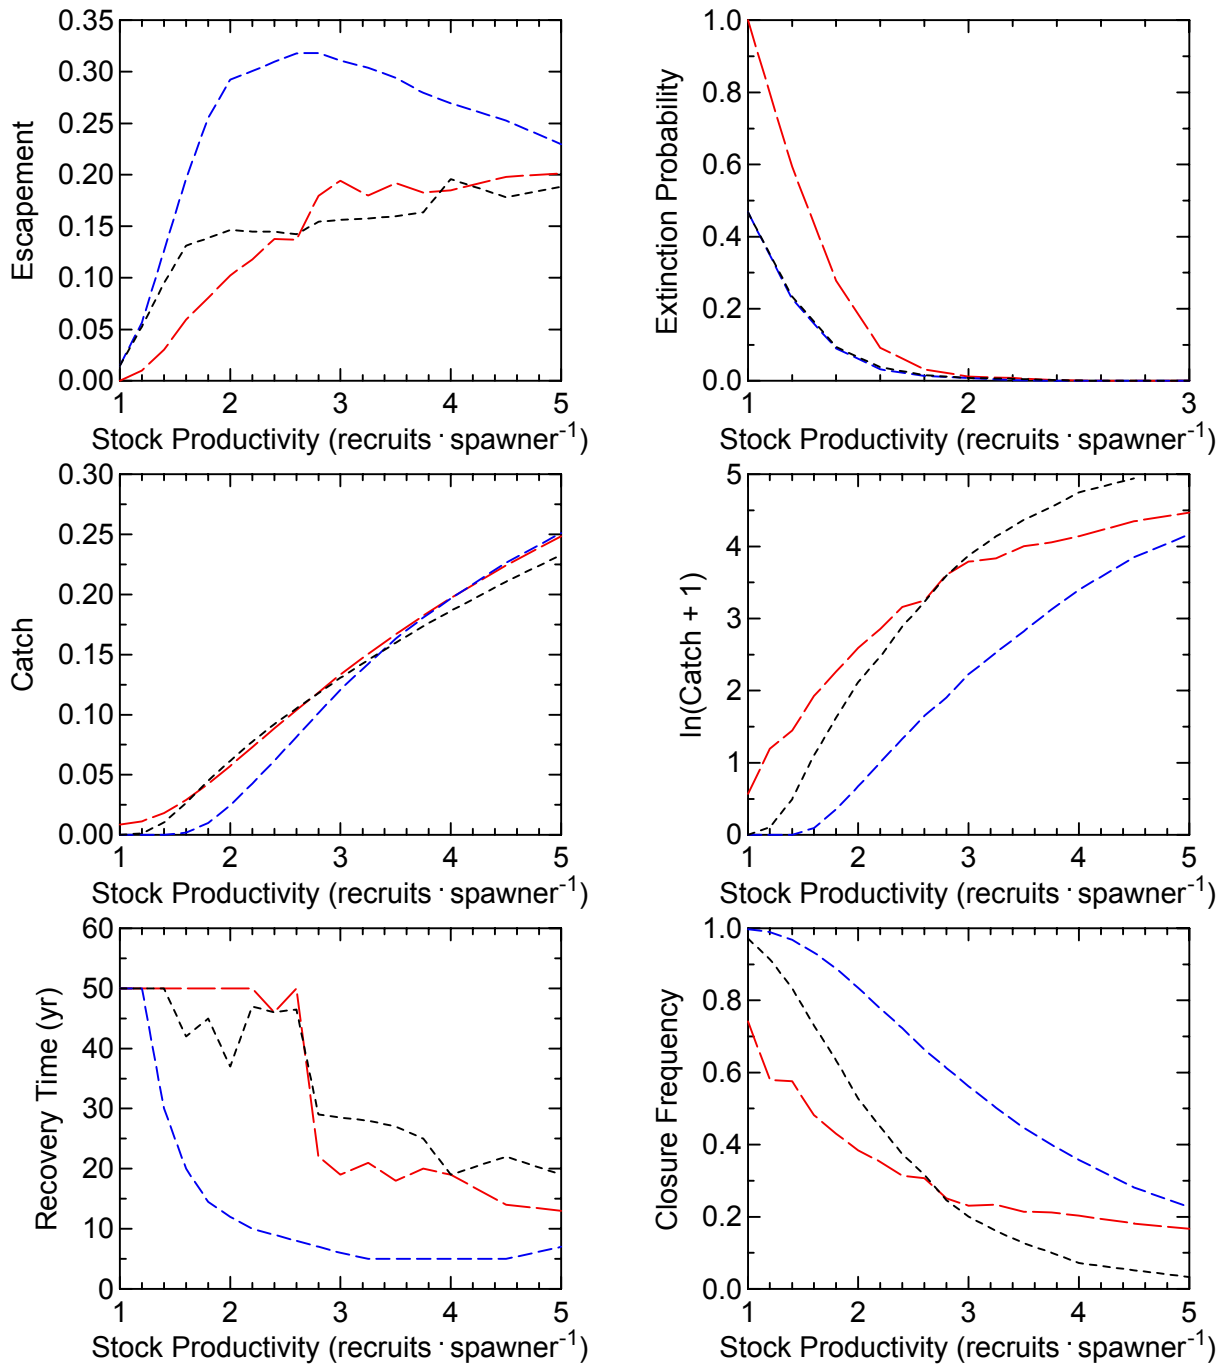 0.35
0.30
0.25
0.20
0.15
0.10
0.05
0.00
Escapement
1 2 3 4 5
Stock Productivity (recruits · spawner⁻¹)
1.0
0.8
0.6
0.4
0.2
0.0
Extinction Probability
1 2 3
Stock Productivity (recruits · spawner⁻¹)
0.30
0.25
0.20
0.15
0.10
0.05
0.00
Catch
1 2 3 4 5
Stock Productivity (recruits · spawner⁻¹)
5
4
3
2
1
0
ln(Catch + 1)
1 2 3 4 5
Stock Productivity (recruits · spawner⁻¹)
60
50
40
30
20
10
0
Recovery Time (yr)
1 2 3 4 5
Stock Productivity (recruits · spawner⁻¹)
1.0
0.8
0.6
0.4
0.2
0.0
Closure Frequency
1 2 3 4 5
Stock Productivity (recruits · spawner⁻¹)